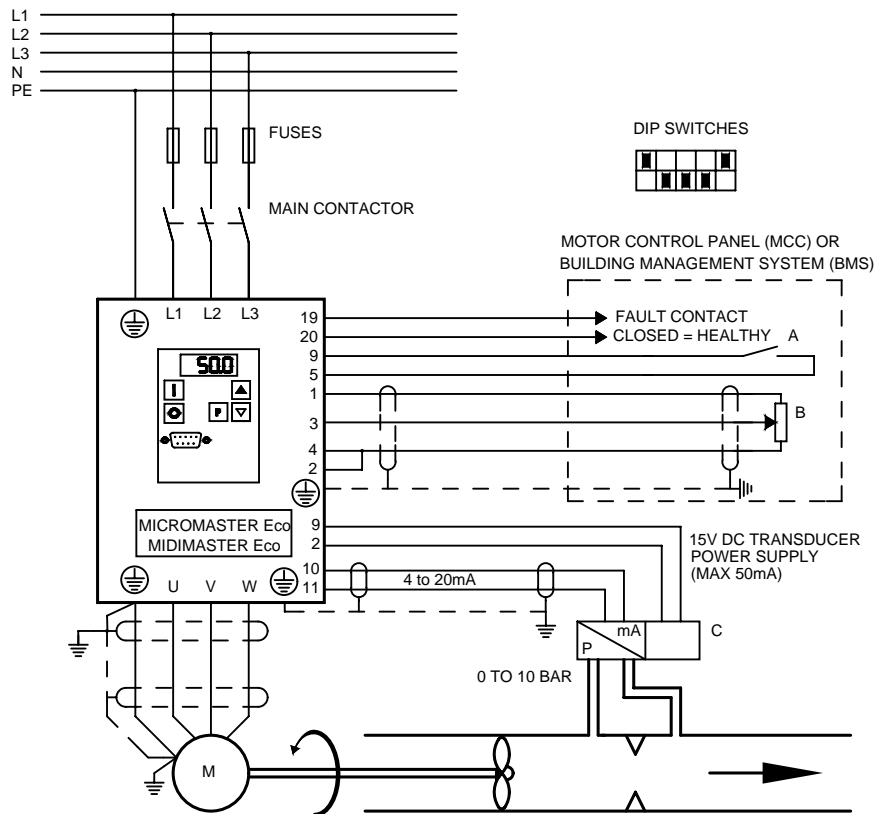 L1
L2
L3
N
PE
FUSES
MAIN CONTACTOR
DIP SWITCHES
MOTOR CONTROL PANEL (MCC) OR
BUILDING MANAGEMENT SYSTEM (BMS)
L1 L2 L3
50.0
P
19
20
9
5
1
3
4
2
FAULT CONTACT
CLOSED = HEALTHY
A
B
MICROMASTER Eco
MIDIMASTER Eco
9
2
10
11
U V W
4 to 20mA
15V DC TRANSDUCER
POWER SUPPLY
(MAX 50mA)
mA
P
C
0 TO 10 BAR
M